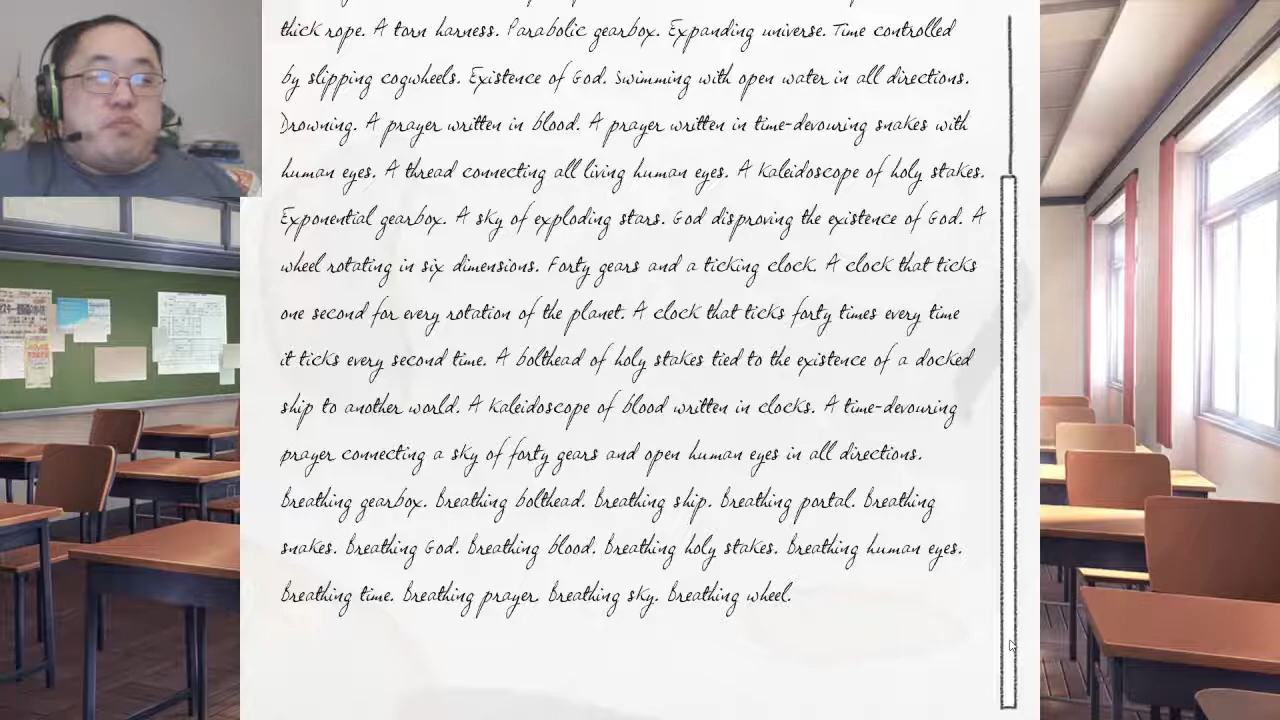 thick rope. A torn harness. Parabolic gearbox. Expanding universe. Time controlled
by slipping cogwheels. Existence of God. Swimming with open water in all directions.
Drowning. A prayer written in blood. A prayer written in time-devouring snakes with
human eyes. A thread connecting all living human eyes. A kaleidoscope of holy stakes.
Exponential gearbox. A sky of exploding stars. God disproving the existence of God. A
wheel rotating in six dimensions. Forty gears and a ticking clock. A clock that ticks
one second for every rotation of the planet. A clock that ticks forty times every time
it ticks every second time. A bolthead of holy stakes tied to the existence of a docked
ship to another world. A kaleidoscope of blood written in clocks. A time-devouring
prayer connecting a sky of forty gears and open human eyes in all directions.
Breathing gearbox. Breathing bolthead. Breathing ship. Breathing portal. Breathing
snakes. Breathing God. Breathing blood. Breathing holy stakes. Breathing human eyes.
Breathing time. Breathing prayer. Breathing sky. Breathing wheel.